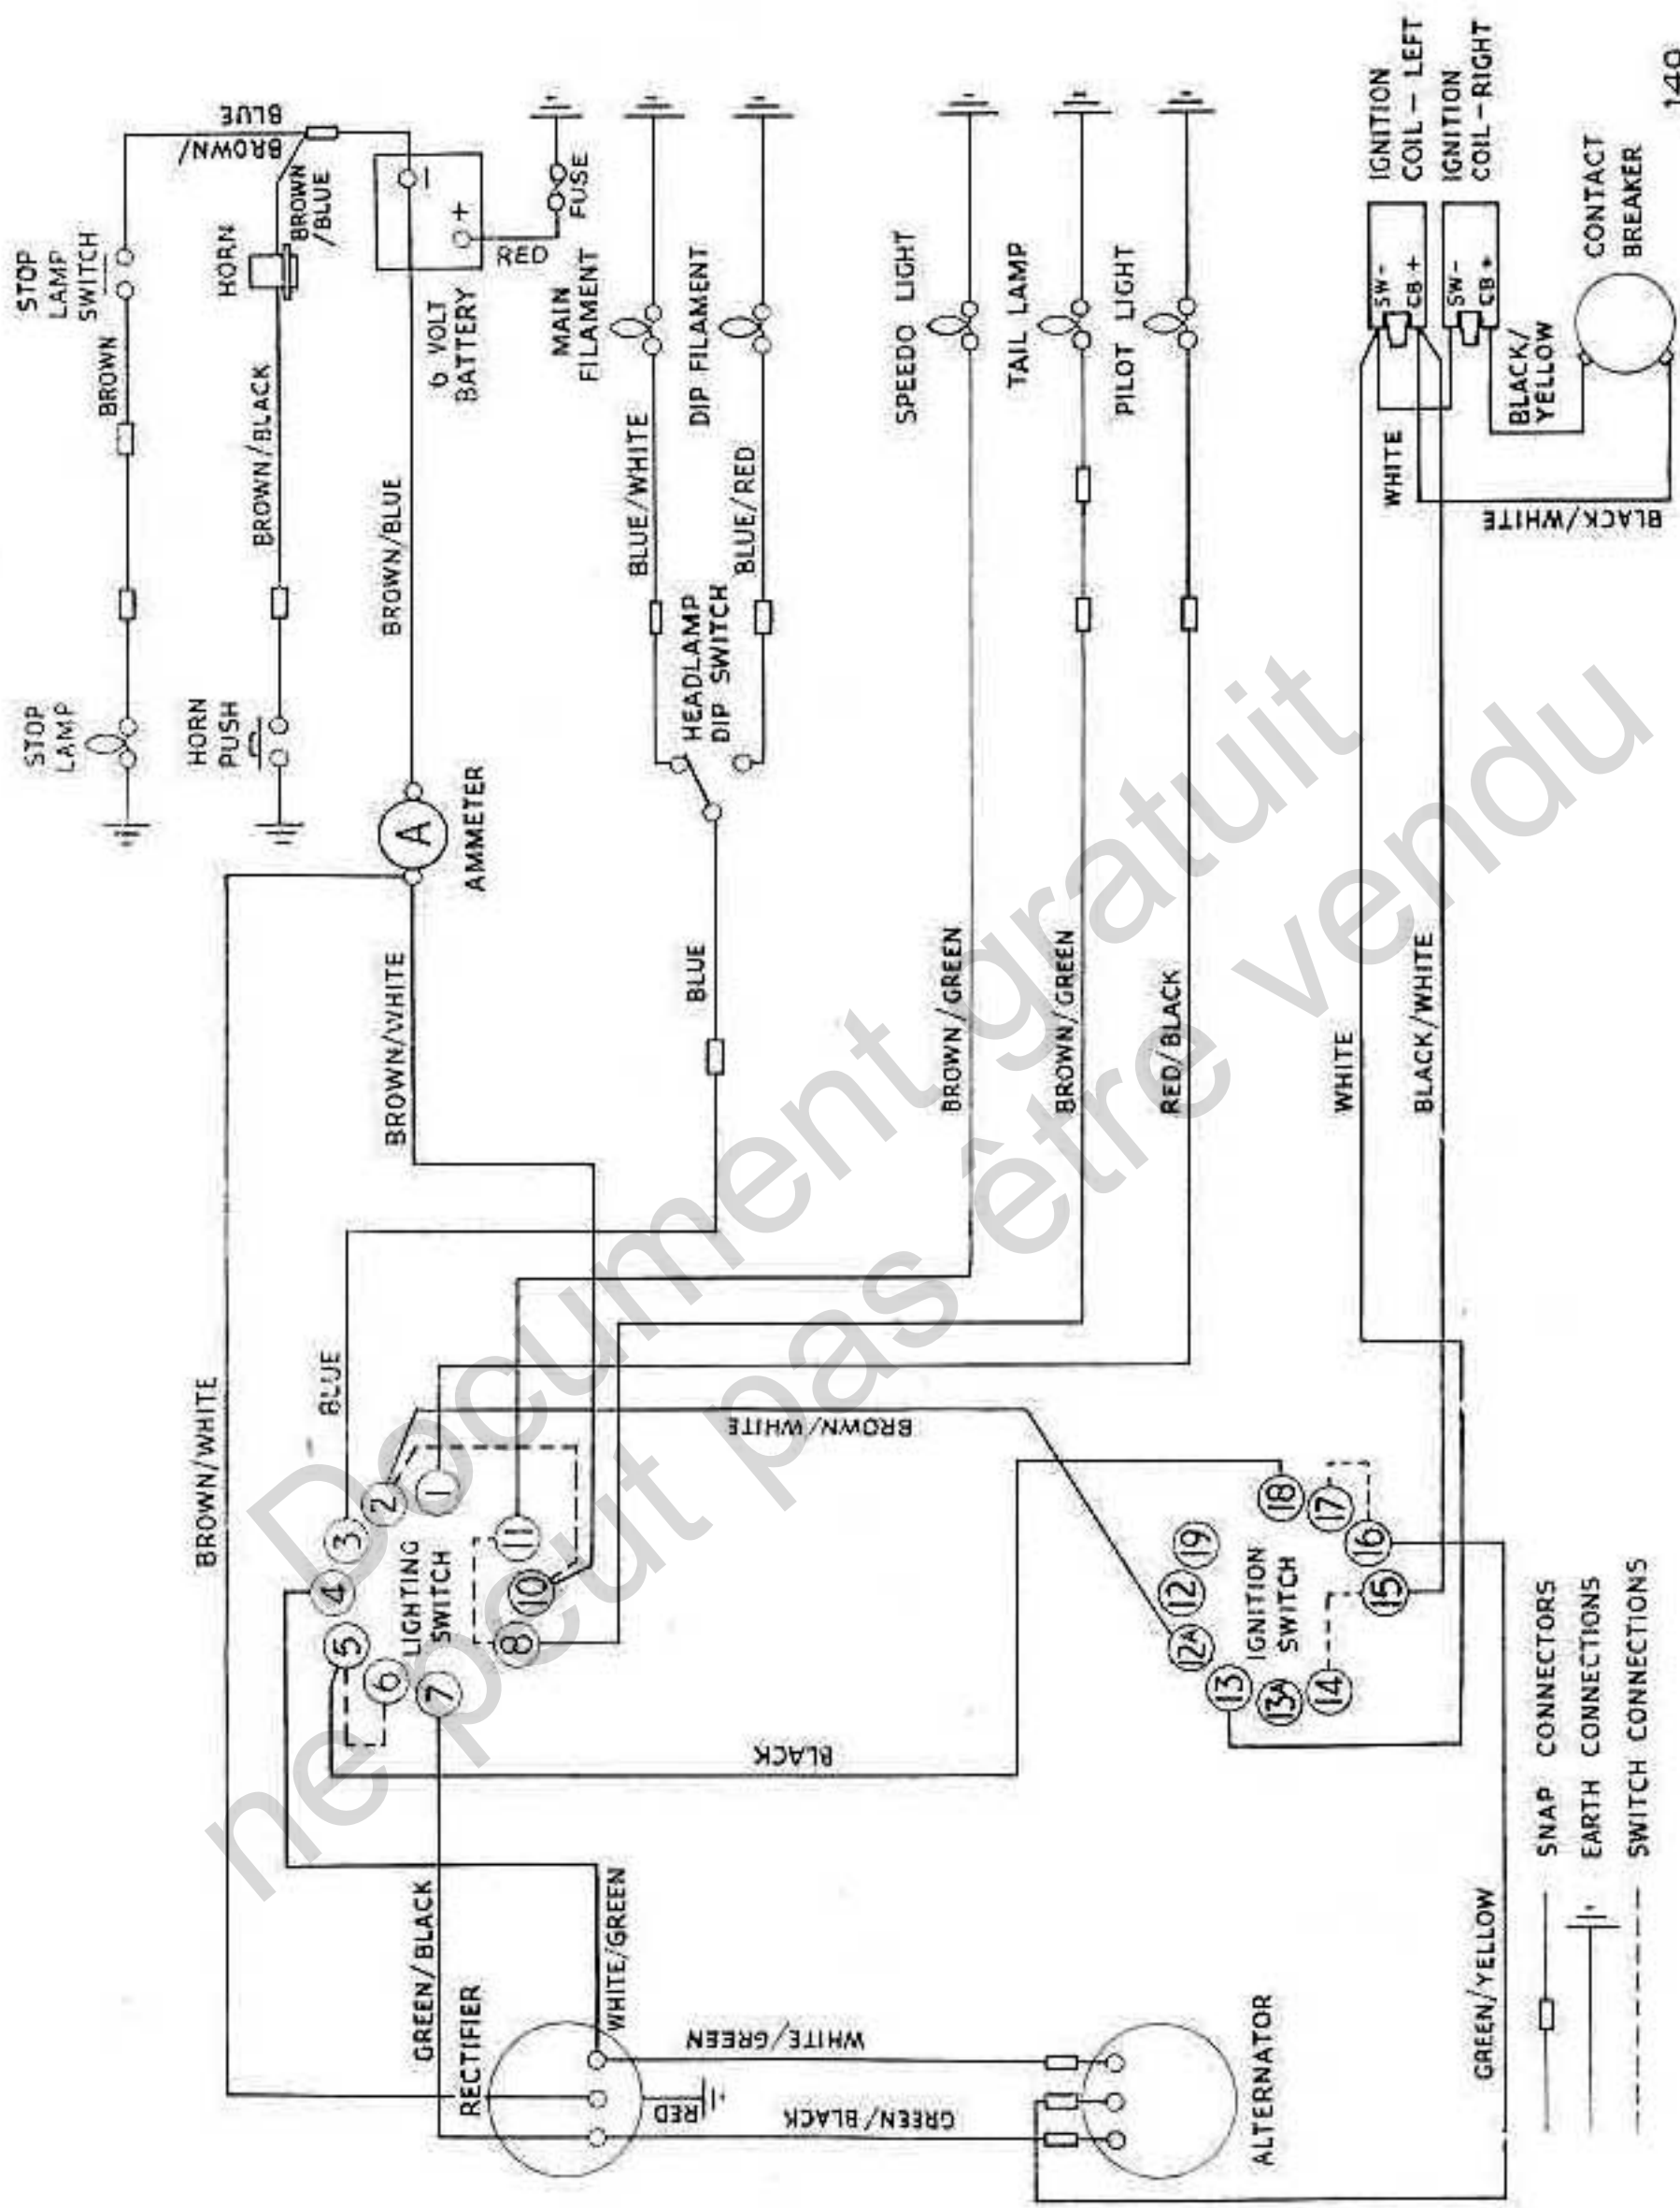 STOP
LAMP
STOP
LAMP
SWITCH
BROWN
BROWN/
BLUE
HORN
PUSH
BROWN/BLACK
HORN
BROWN
/BLUE
BROWN/WHITE
BROWN/WHITE
A
AMMETER
BROWN/BLUE
6 VOLT
BATTERY
−
+
RED
FUSE
BLUE
BLUE
HEADLAMP
DIP SWITCH
BLUE/WHITE
MAIN
FILAMENT
BLUE/RED
DIP FILAMENT
BROWN/GREEN
SPEEDO LIGHT
BROWN/GREEN
TAIL LAMP
RED/BLACK
PILOT LIGHT
LIGHTING
SWITCH
1
2
3
4
5
6
7
8
10
11
BROWN/WHITE
BLACK
IGNITION
SWITCH
12
12A
13
13A
14
15
16
17
18
19
WHITE
BLACK/WHITE
WHITE
BLACK/WHITE
BLACK/
YELLOW
SW-
CB+
SW-
CB+
IGNITION
COIL-LEFT
IGNITION
COIL-RIGHT
CONTACT
BREAKER
GREEN/BLACK
RECTIFIER
WHITE/GREEN
RED
WHITE/GREEN
GREEN/BLACK
ALTERNATOR
GREEN/YELLOW
SNAP CONNECTORS
EARTH CONNECTIONS
SWITCH CONNECTIONS
149
Document gratuit
ne peut pas être vendu